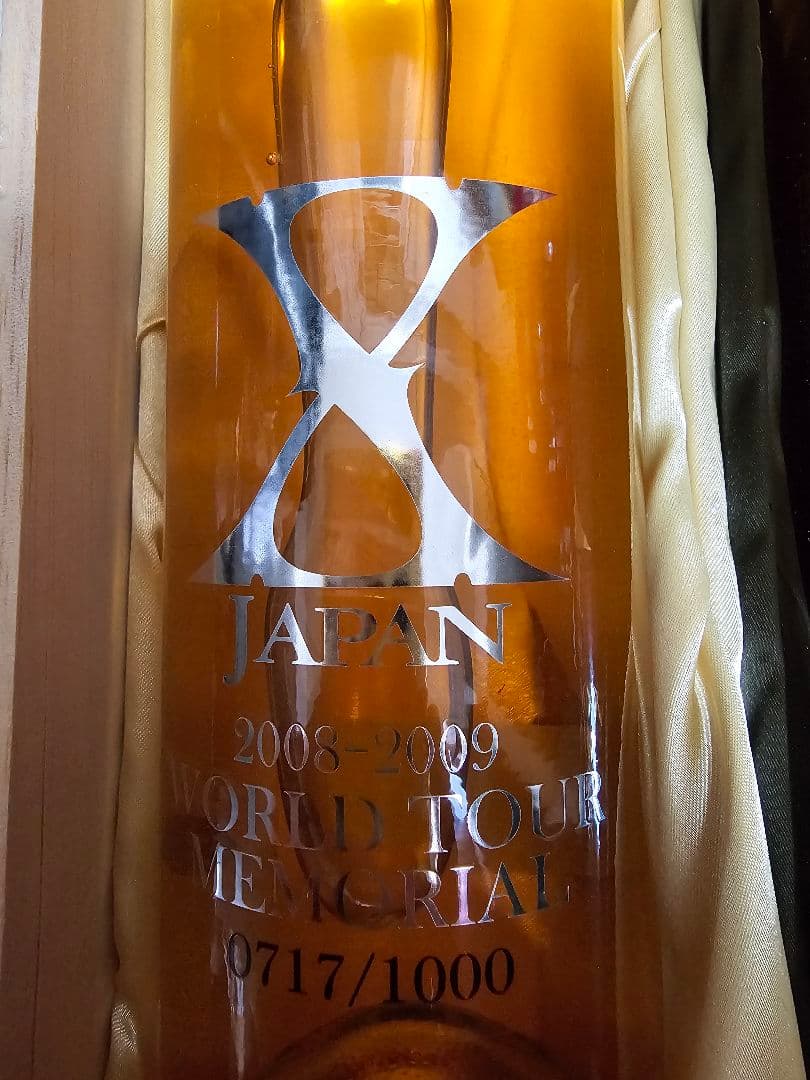 X
JAPAN
2008-2009
WORLD TOUR
MEMORIAL
0717/1000